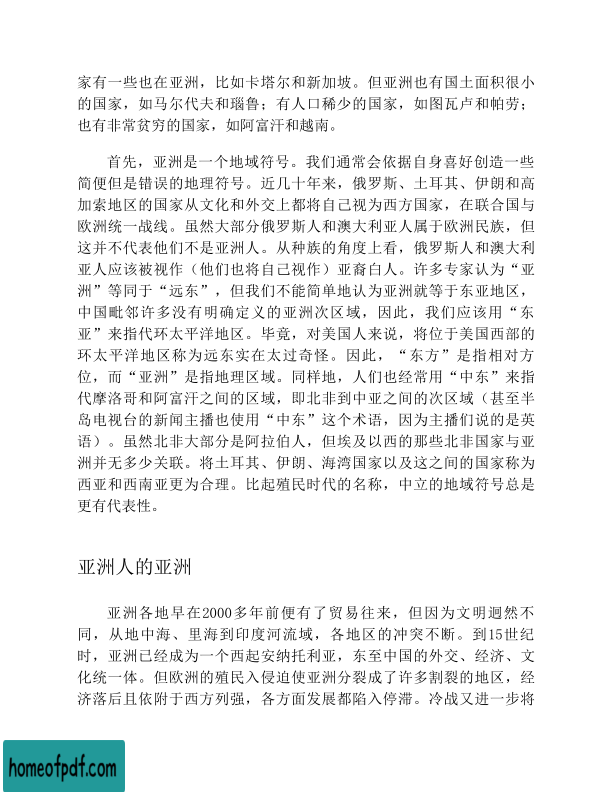 家有一些也在亚洲，比如卡塔尔和新加坡。但亚洲也有国土面积很小
的国家，如马尔代夫和瑙鲁；有人口稀少的国家，如图瓦卢和帕劳；
也有非常贫穷的国家，如阿富汗和越南。
首先，亚洲是一个地域符号。我们通常会依据自身喜好创造一些
简便但是错误的地理符号。近几十年来，俄罗斯、土耳其、伊朗和高
加索地区的国家从文化和外交上都将自己视为西方国家，在联合国与
欧洲统一战线。虽然大部分俄罗斯人和澳大利亚人属于欧洲民族，但
这并不代表他们不是亚洲人。从种族的角度上看，俄罗斯人和澳大利
亚人应该被视作（他们也将自己视作）亚裔白人。许多专家认为“亚
洲”等同于“远东”，但我们不能简单地认为亚洲就等于东亚地区，
中国毗邻许多没有明确定义的亚洲次区域，因此，我们应该用“东
亚”来指代环太平洋地区。毕竟，对美国人来说，将位于美国西部的
环太平洋地区称为远东实在太过奇怪。因此，“东方”是指相对方
位，而“亚洲”是指地理区域。同样地，人们也经常用“中东”来指
代摩洛哥和阿富汗之间的区域，即北非到中亚之间的次区域（甚至半
岛电视台的新闻主播也使用“中东”这个术语，因为主播们说的是英
语）。虽然北非大部分是阿拉伯人，但埃及以西的那些北非国家与亚
洲并无多少关联。将土耳其、伊朗、海湾国家以及这之间的国家称为
西亚和西南亚更为合理。比起殖民时代的名称，中立的地域符号总是
更有代表性。
亚洲人的亚洲
亚洲各地早在2000多年前便有了贸易往来，但因为文明迥然不
同，从地中海、里海到印度河流域，各地区的冲突不断。到15世纪
时，亚洲已经成为一个西起安纳托利亚，东至中国的外交、经济、文
化统一体。但欧洲的殖民入侵迫使亚洲分裂成了许多割裂的地区，经
济落后且依附于西方列强，各方面发展都陷入停滞。冷战又进一步将
homeofpdf.com